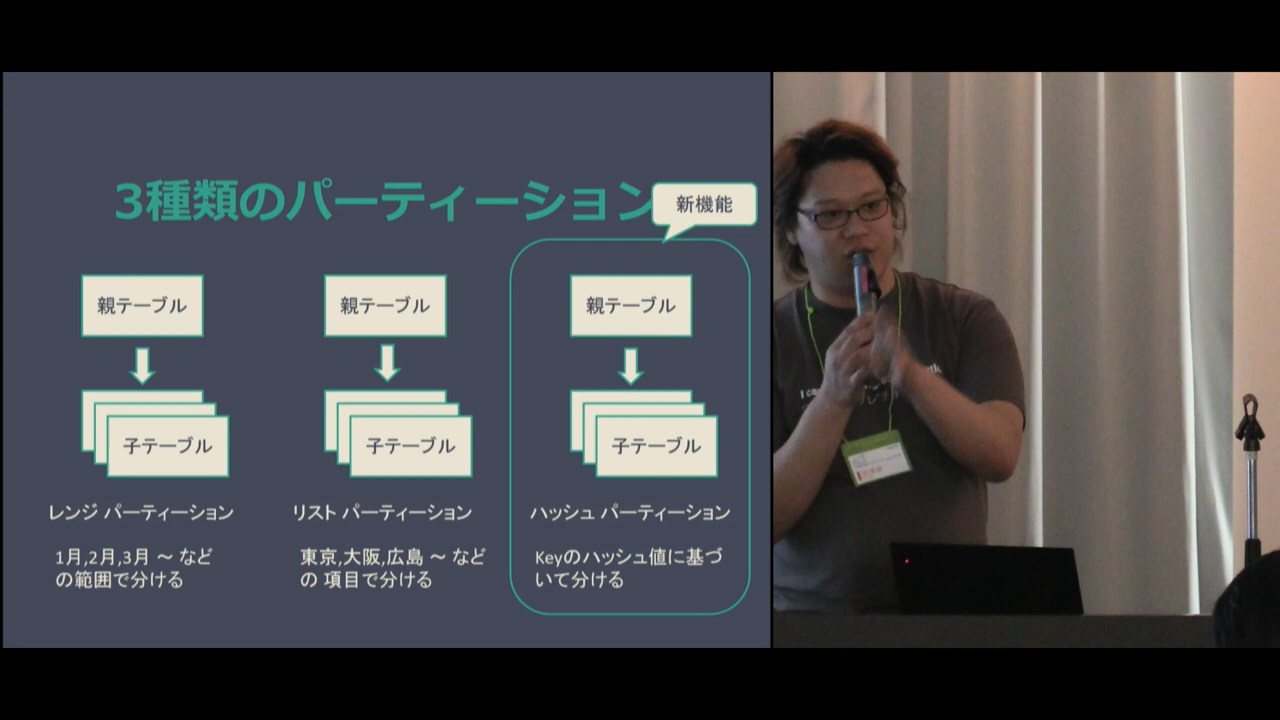 3種類のパーティーション
新機能
親テーブル
親テーブル
親テーブル
子テーブル
子テーブル
子テーブル
レンジ パーティーション
リスト パーティーション
ハッシュ パーティーション
1月,2月,3月 ～ など
の範囲で分ける
東京,大阪,広島 ～ など
の 項目で分ける
Keyのハッシュ値に基づ
いて分ける
I ca